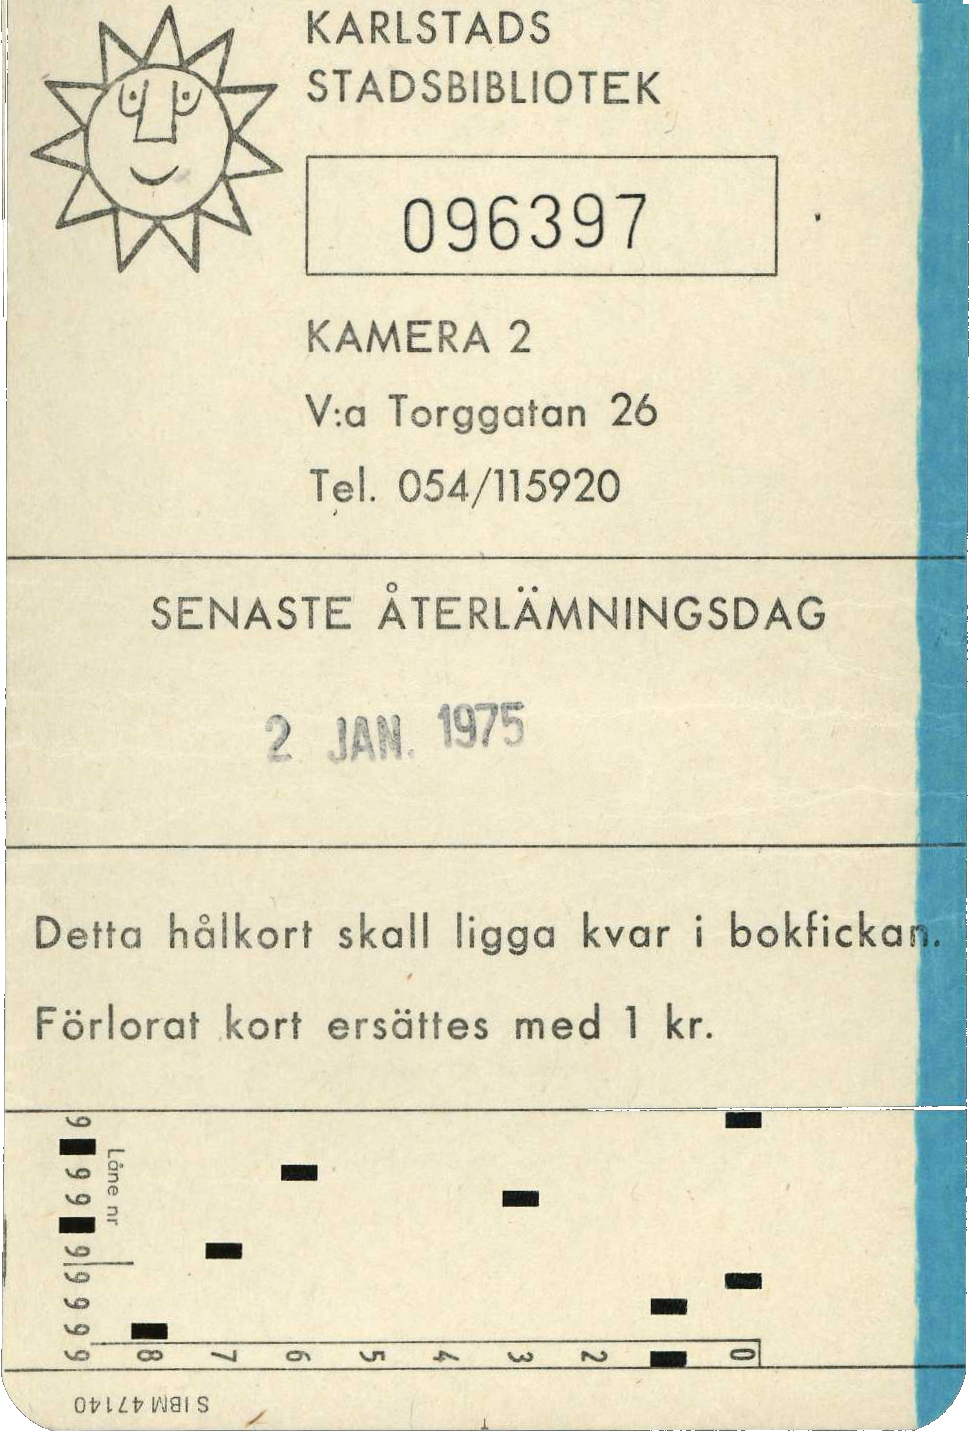 KARLSTADS
STADSBIBLIOTEK
096397
KAMERA 2
V:a Torggatan 26
Tel. 054/115920
SENASTE ÅTERLÄMNINGSDAG
2 JAN. 1975
Detta hålkort skall ligga kvar i bokfickan.
Förlorat kort ersättes med 1 kr.
Låne nr
9 9 9 9 9 9 9 9
9 8 7 6 5 4 3 2 0
S IBM 47140